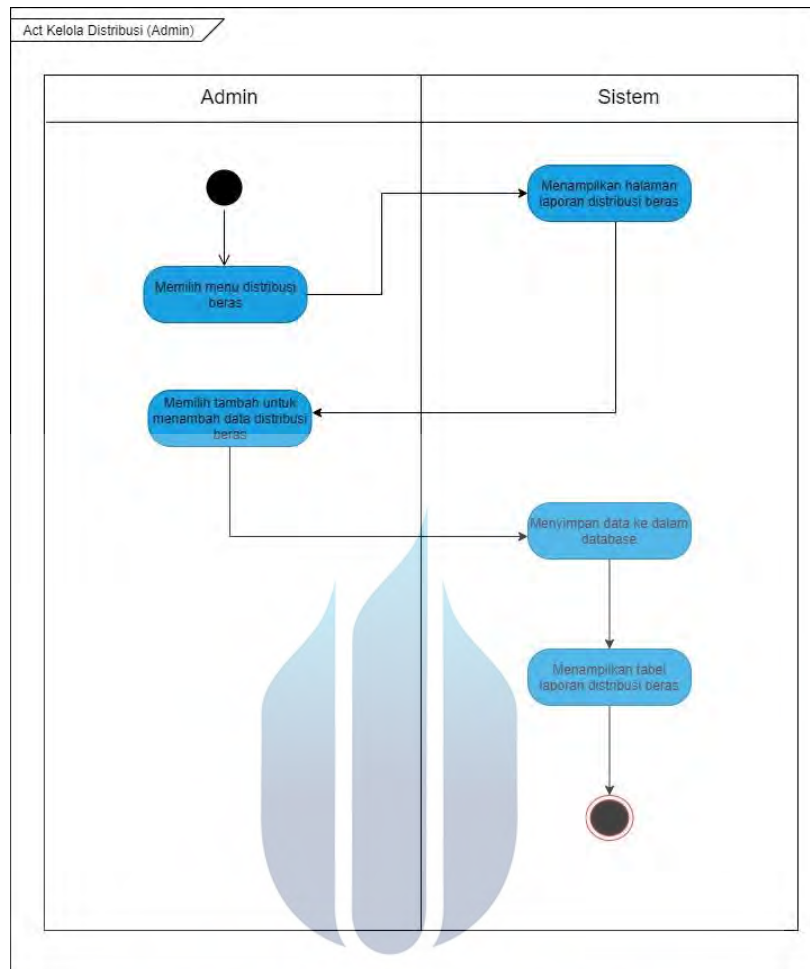 Act Kelola Distribusi (Admin)
Admin
Sistem
Menampilkan halaman
laporan distribusi beras
Memilih menu distribusi
beras
Memilih tambah untuk
menambah data distribusi
beras
Menyimpan data ke dalam
database
Menampilkan tabel
laporan distribusi beras